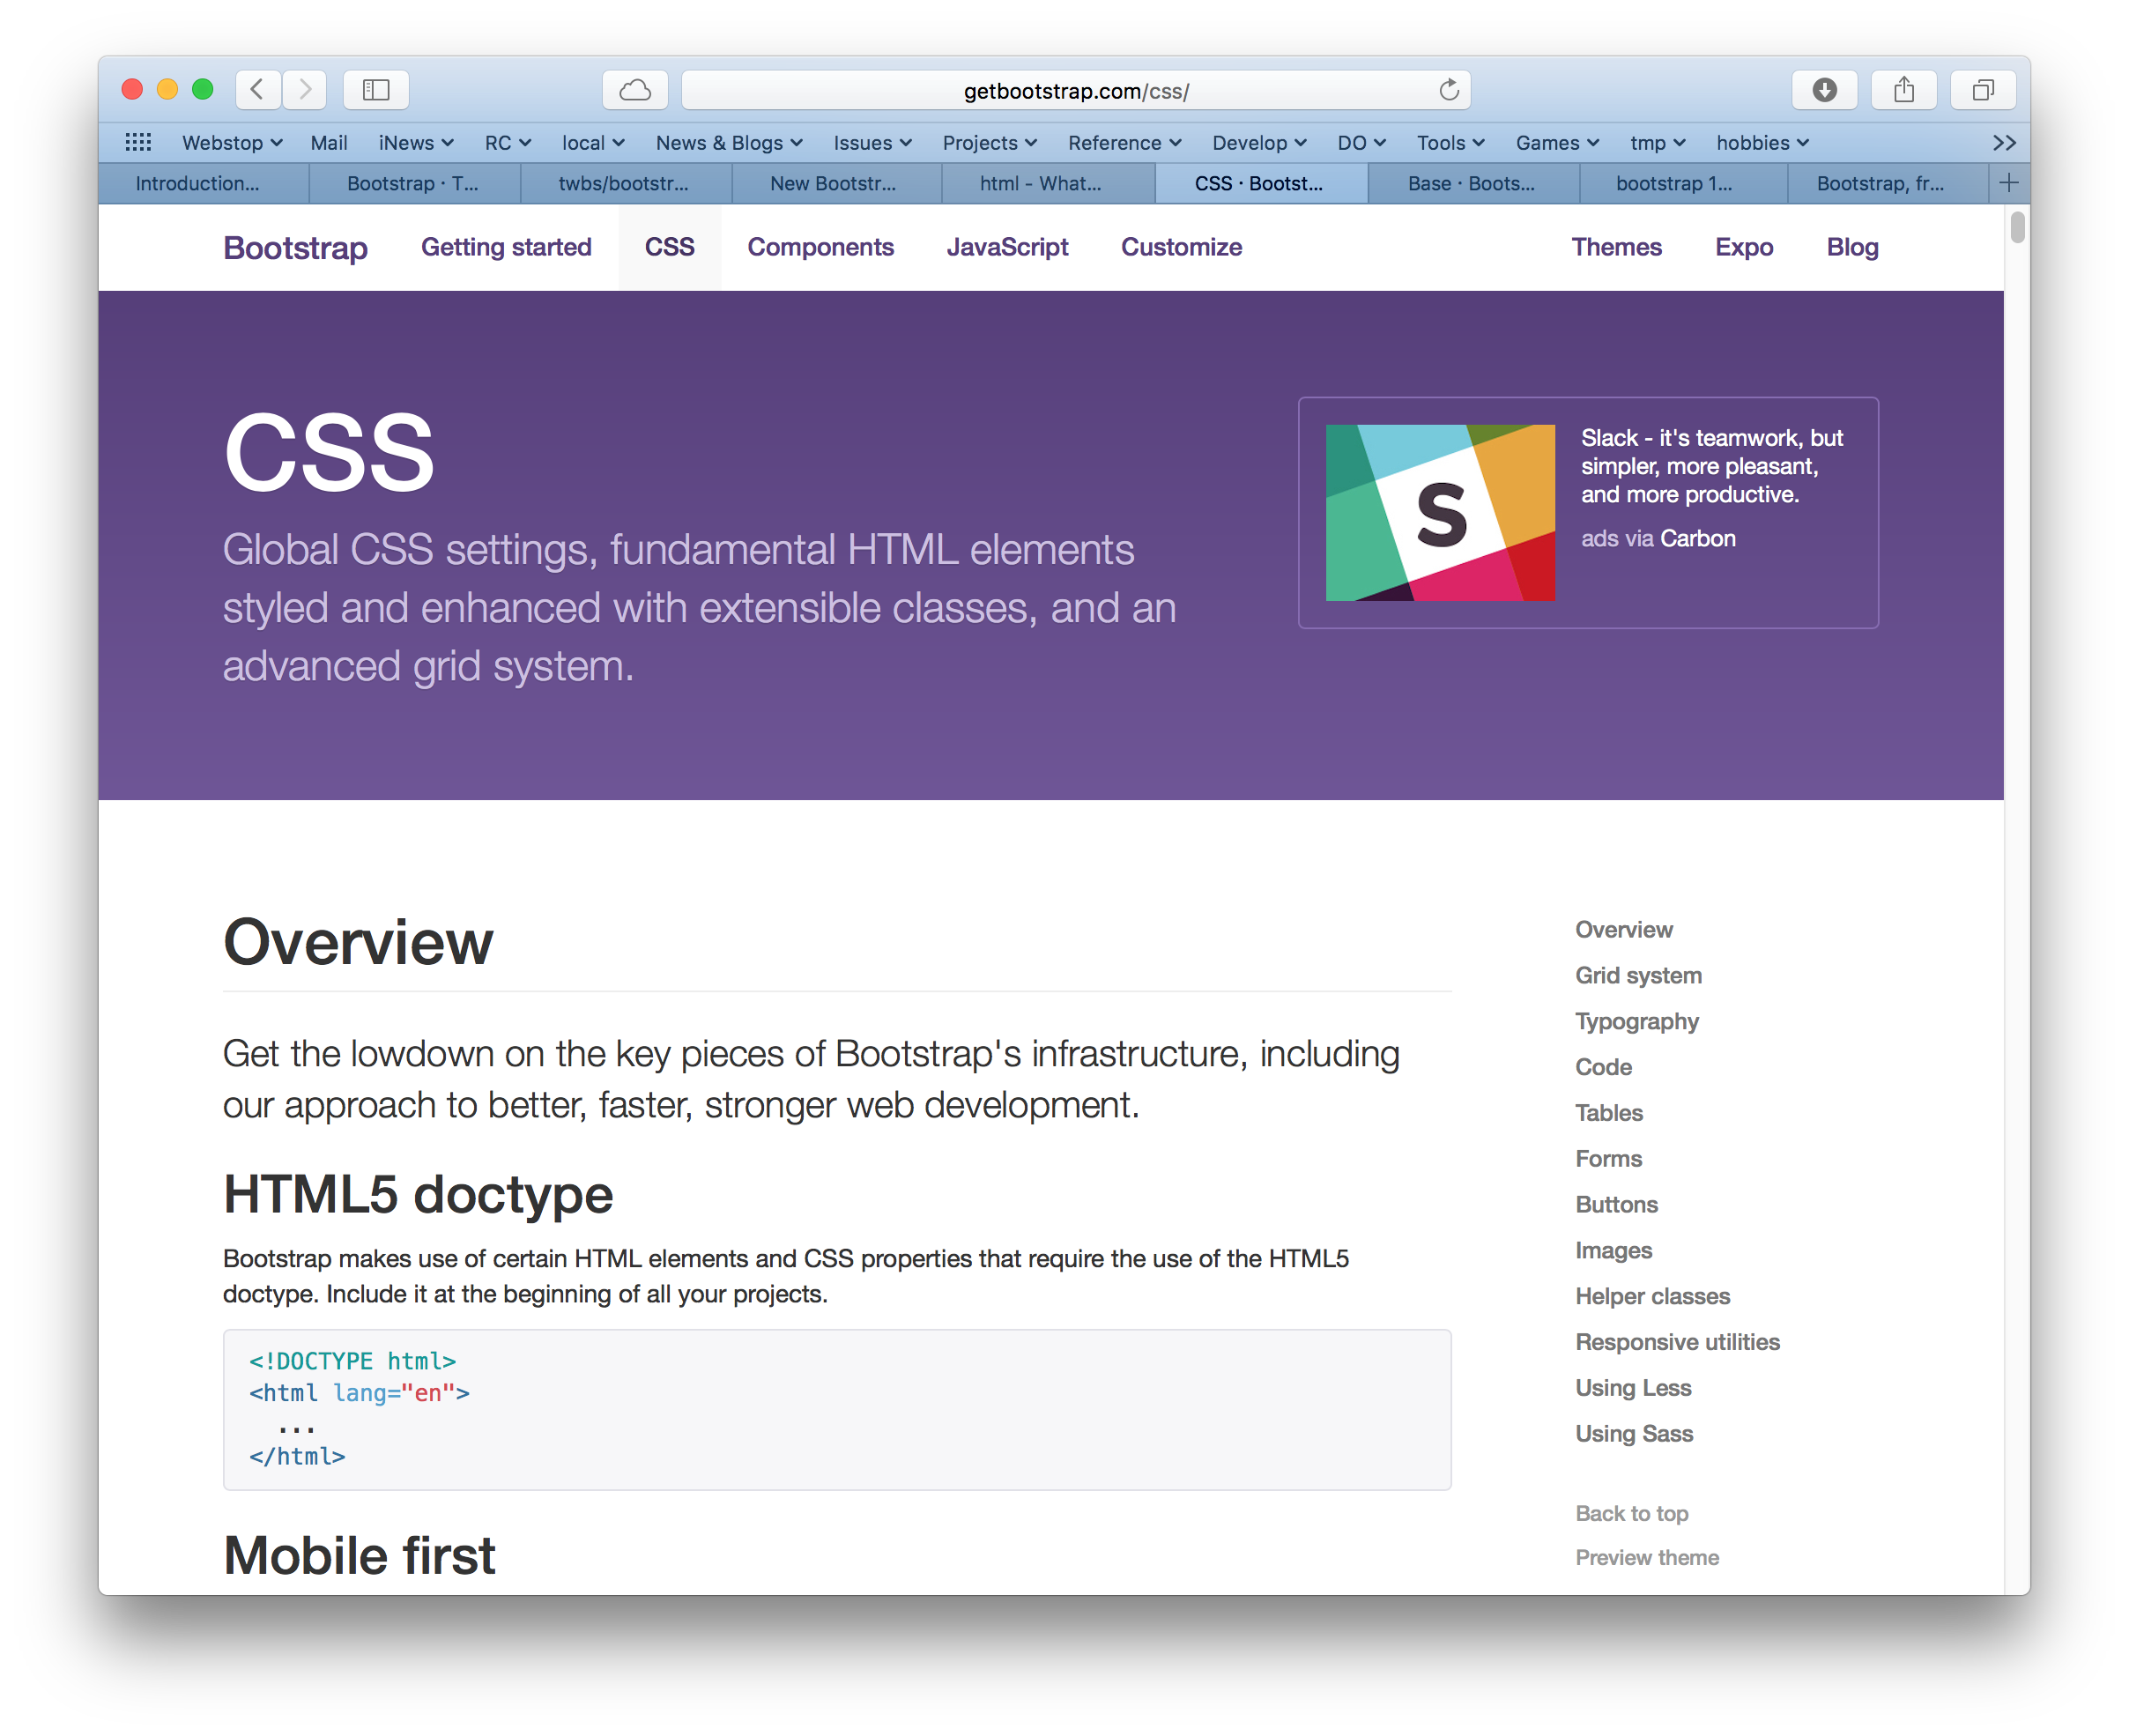 getbootstrap.com/css/
Webstop Mail iNews RC local News & Blogs Issues Projects Reference Develop DO Tools Games tmp hobbies
Introduction... Bootstrap · T... twbs/bootstr... New Bootstr... html - What... CSS · Bootst... Base · Boots... bootstrap 1... Bootstrap, fr...
Bootstrap Getting started CSS Components JavaScript Customize Themes Expo Blog
CSS
Global CSS settings, fundamental HTML elements
styled and enhanced with extensible classes, and an
advanced grid system.
S
Slack - it's teamwork, but
simpler, more pleasant,
and more productive.
ads via Carbon
Overview
Get the lowdown on the key pieces of Bootstrap's infrastructure, including
our approach to better, faster, stronger web development.
HTML5 doctype
Bootstrap makes use of certain HTML elements and CSS properties that require the use of the HTML5
doctype. Include it at the beginning of all your projects.
<!DOCTYPE html>
<html lang="en">
...
</html>
Mobile first
Overview
Grid system
Typography
Code
Tables
Forms
Buttons
Images
Helper classes
Responsive utilities
Using Less
Using Sass
Back to top
Preview theme